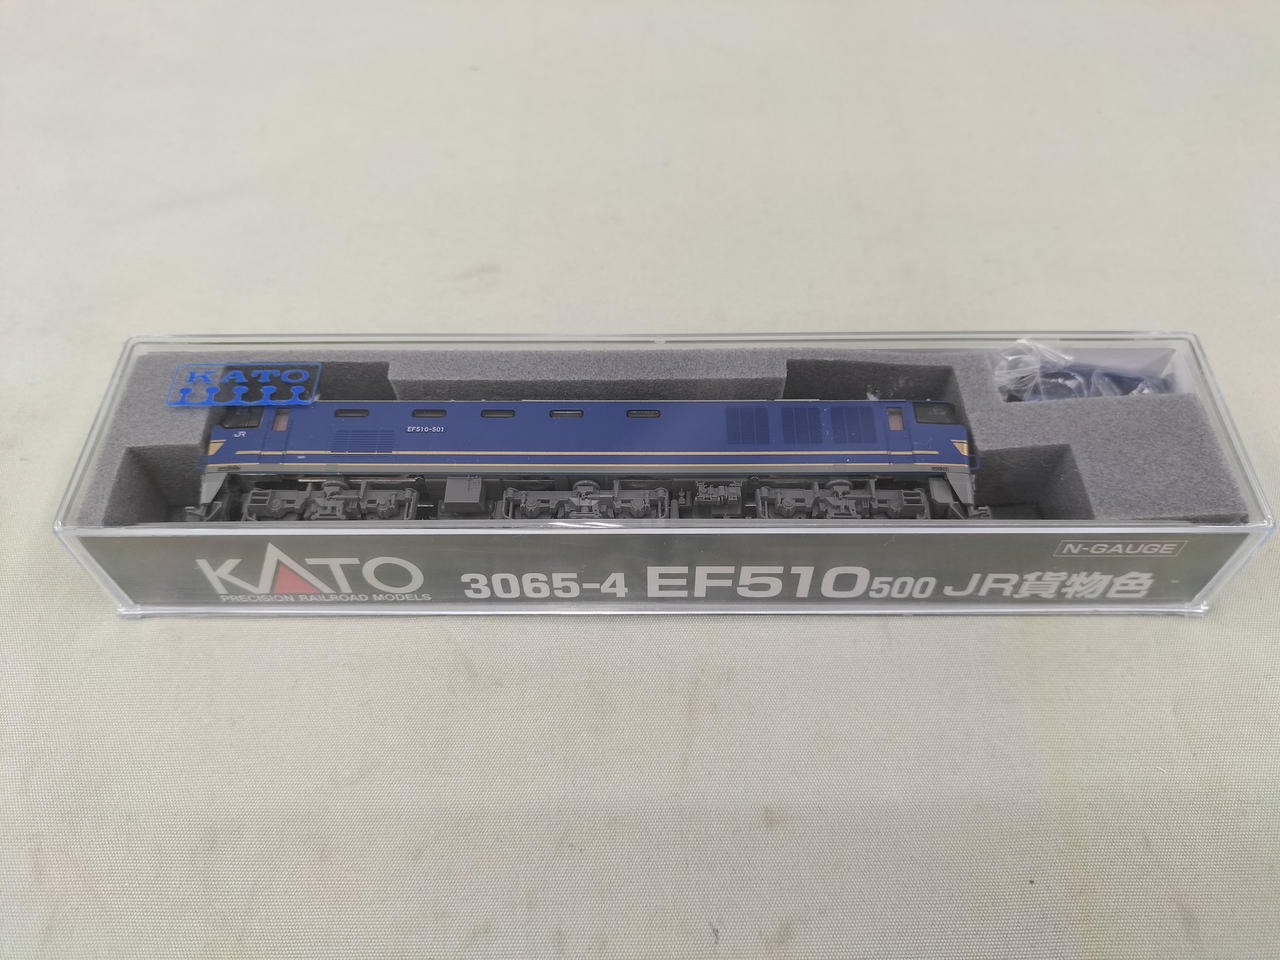 KATO
JR
EF510-501
N-GAUGE
KATO
PRECISION RAILROAD MODELS
3065-4 EF510 500 JR貨物色